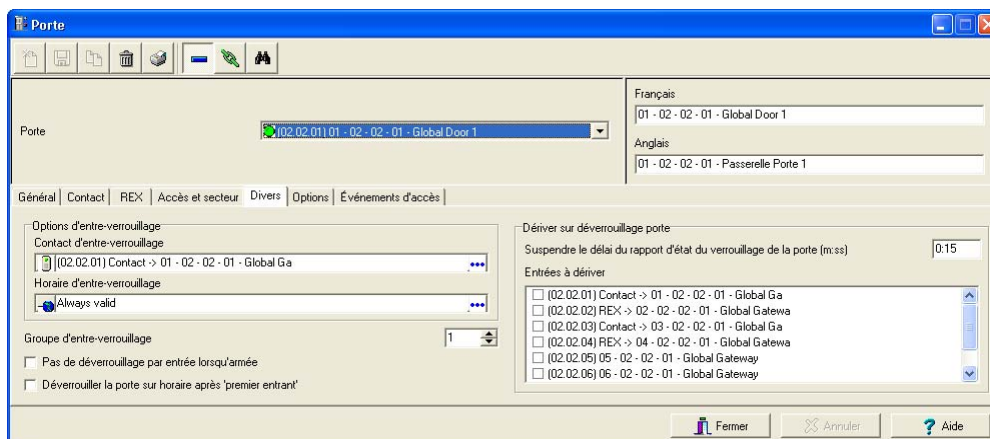 Porte
Porte
(02.02.01) 01 - 02 - 02 - 01 - Global Door 1
Français
01 - 02 - 02 - 01 - Global Door 1
Anglais
01 - 02 - 02 - 01 - Passerelle Porte 1
Général
Contact
REX
Accès et secteur
Divers
Options
Événements d'accès
Options d'entre-verrouillage
Contact d'entre-verrouillage
(02.02.01) Contact -> 01 - 02 - 02 - 01 - Global Ga
Horaire d'entre-verrouillage
Always valid
Groupe d'entre-verrouillage
1
Pas de déverrouillage par entrée lorsqu'armée
Déverrouiller la porte sur horaire après 'premier entrant'
Dériver sur déverrouillage porte
Suspendre le délai du rapport d'état du verrouillage de la porte (m:ss)
0:15
Entrées à dériver
(02.02.01) Contact -> 01 - 02 - 02 - 01 - Global Ga
(02.02.02) REX -> 02 - 02 - 02 - 01 - Global Gatewa
(02.02.03) Contact -> 03 - 02 - 02 - 01 - Global Ga
(02.02.04) REX -> 04 - 02 - 02 - 01 - Global Gatewa
(02.02.05) 05 - 02 - 02 - 01 - Global Gateway
(02.02.06) 06 - 02 - 02 - 01 - Global Gateway
Fermer
Annuler
Aide